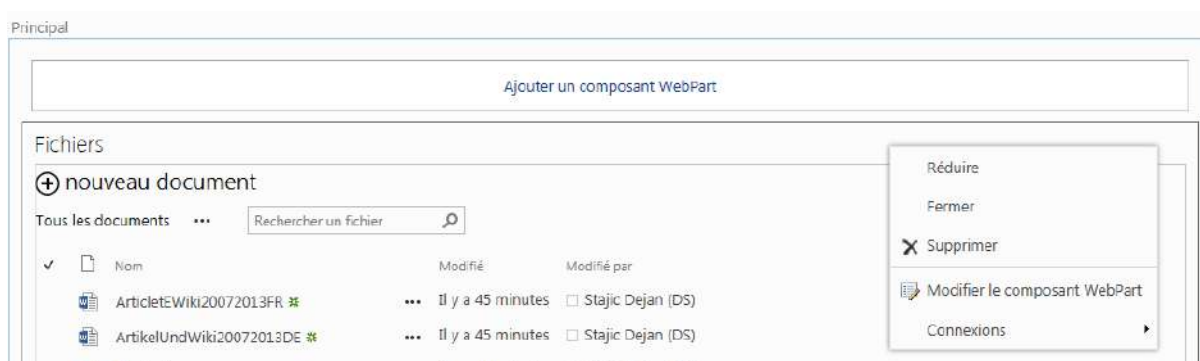 Principal
Ajouter un composant WebPart
Fichiers
nouveau document
Tous les documents ••• Rechercher un fichier
Nom Modifié Modifié par
ArticletEWiki20072013FR ••• Il y a 45 minutes Stajic Dejan (DS)
ArtikelUndWiki20072013DE ••• Il y a 45 minutes Stajic Dejan (DS)
Réduire
Fermer
Supprimer
Modifier le composant WebPart
Connexions